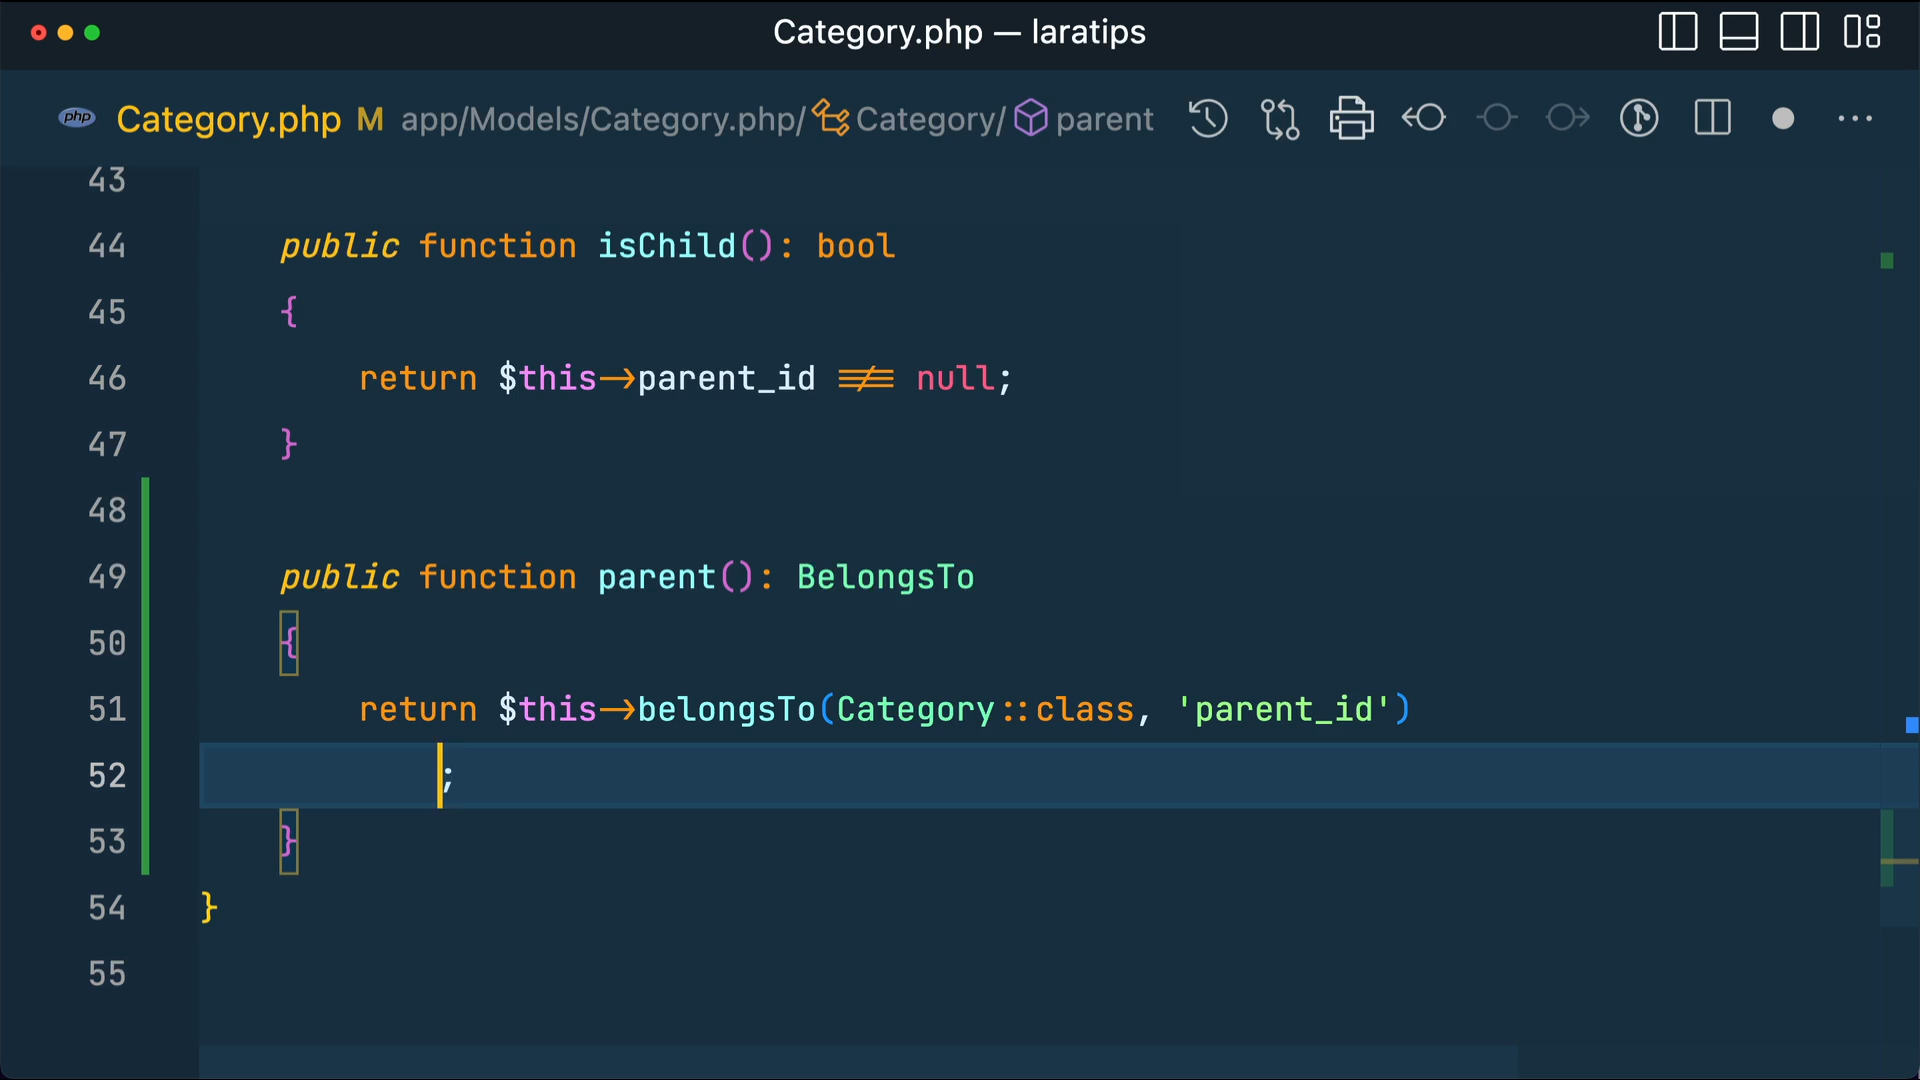 Category.php — laratips
php Category.php M app/Models/Category.php/ Category/ parent
43
44 public function isChild(): bool
45 {
46 return $this->parent_id !== null;
47 }
48
49 public function parent(): BelongsTo
50 {
51 return $this->belongsTo(Category::class, 'parent_id')
52 ;
53 }
54 }
55